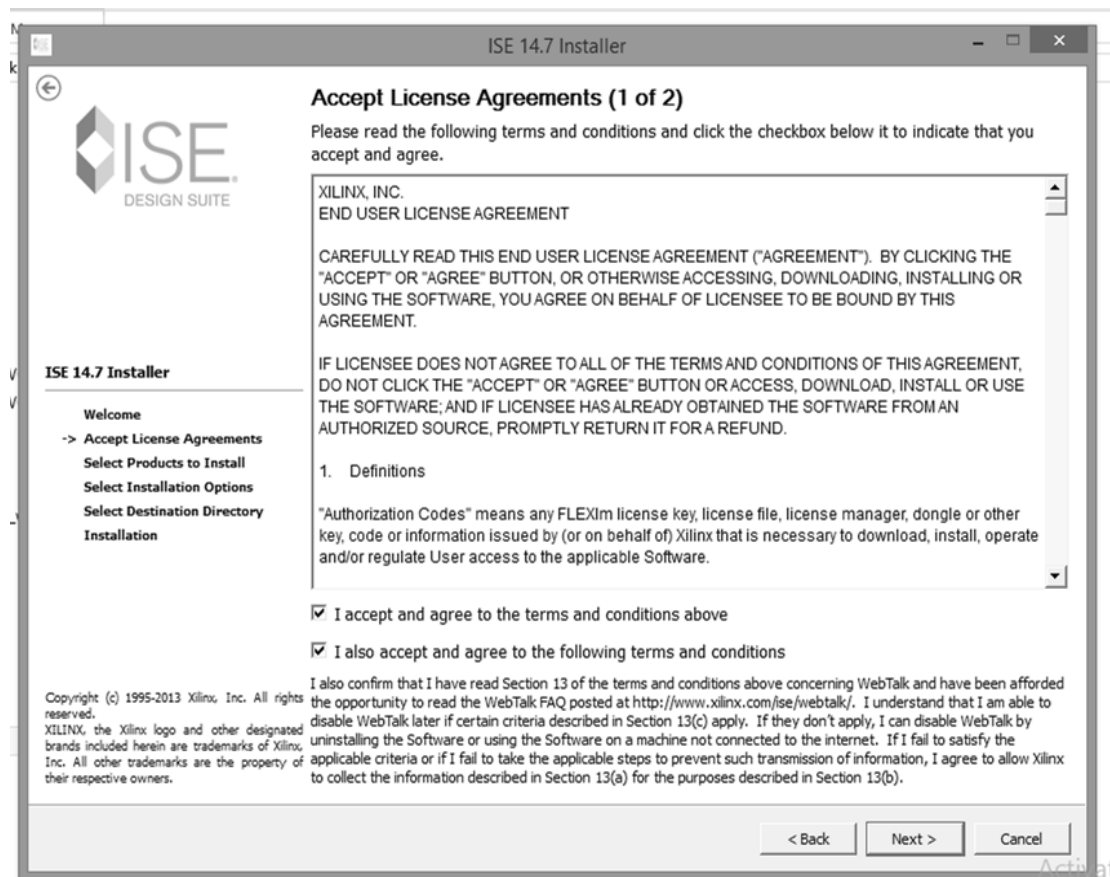 ISE 14.7 Installer
ISE.
DESIGN SUITE
ISE 14.7 Installer
Welcome
-> Accept License Agreements
Select Products to Install
Select Installation Options
Select Destination Directory
Installation
Copyright (c) 1995-2013 Xilinx, Inc. All rights
reserved.
XILINX, the Xilinx logo and other designated
brands included herein are trademarks of Xilinx,
Inc. All other trademarks are the property of
their respective owners.
Accept License Agreements (1 of 2)
Please read the following terms and conditions and click the checkbox below it to indicate that you
accept and agree.
XILINX, INC.
END USER LICENSE AGREEMENT
CAREFULLY READ THIS END USER LICENSE AGREEMENT ("AGREEMENT"). BY CLICKING THE
"ACCEPT" OR "AGREE" BUTTON, OR OTHERWISE ACCESSING, DOWNLOADING, INSTALLING OR
USING THE SOFTWARE, YOU AGREE ON BEHALF OF LICENSEE TO BE BOUND BY THIS
AGREEMENT.
IF LICENSEE DOES NOT AGREE TO ALL OF THE TERMS AND CONDITIONS OF THIS AGREEMENT,
DO NOT CLICK THE "ACCEPT" OR "AGREE" BUTTON OR ACCESS, DOWNLOAD, INSTALL OR USE
THE SOFTWARE; AND IF LICENSEE HAS ALREADY OBTAINED THE SOFTWARE FROM AN
AUTHORIZED SOURCE, PROMPTLY RETURN IT FOR A REFUND.
1. Definitions
"Authorization Codes" means any FLEXlm license key, license file, license manager, dongle or other
key, code or information issued by (or on behalf of) Xilinx that is necessary to download, install, operate
and/or regulate User access to the applicable Software.
I accept and agree to the terms and conditions above
I also accept and agree to the following terms and conditions
I also confirm that I have read Section 13 of the terms and conditions above concerning WebTalk and have been afforded
the opportunity to read the WebTalk FAQ posted at http://www.xilinx.com/ise/webtalk/. I understand that I am able to
disable WebTalk later if certain criteria described in Section 13(c) apply. If they don't apply, I can disable WebTalk by
uninstalling the Software or using the Software on a machine not connected to the internet. If I fail to satisfy the
applicable criteria or if I fail to take the applicable steps to prevent such transmission of information, I agree to allow Xilinx
to collect the information described in Section 13(a) for the purposes described in Section 13(b).
< Back
Next >
Cancel